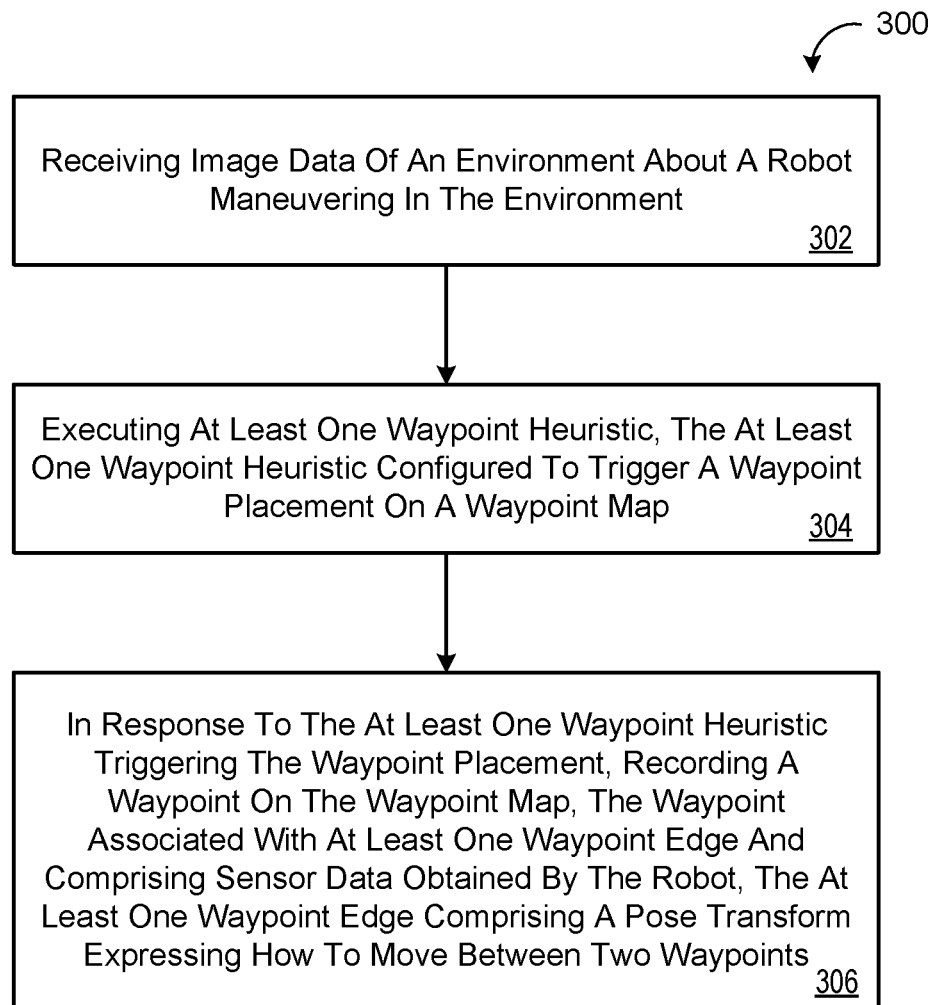 300
Receiving Image Data Of An Environment About A Robot
Maneuvering In The Environment
302
Executing At Least One Waypoint Heuristic, The At Least
One Waypoint Heuristic Configured To Trigger A Waypoint
Placement On A Waypoint Map
304
In Response To The At Least One Waypoint Heuristic
Triggering The Waypoint Placement, Recording A
Waypoint On The Waypoint Map, The Waypoint
Associated With At Least One Waypoint Edge And
Comprising Sensor Data Obtained By The Robot, The At
Least One Waypoint Edge Comprising A Pose Transform
Expressing How To Move Between Two Waypoints
306